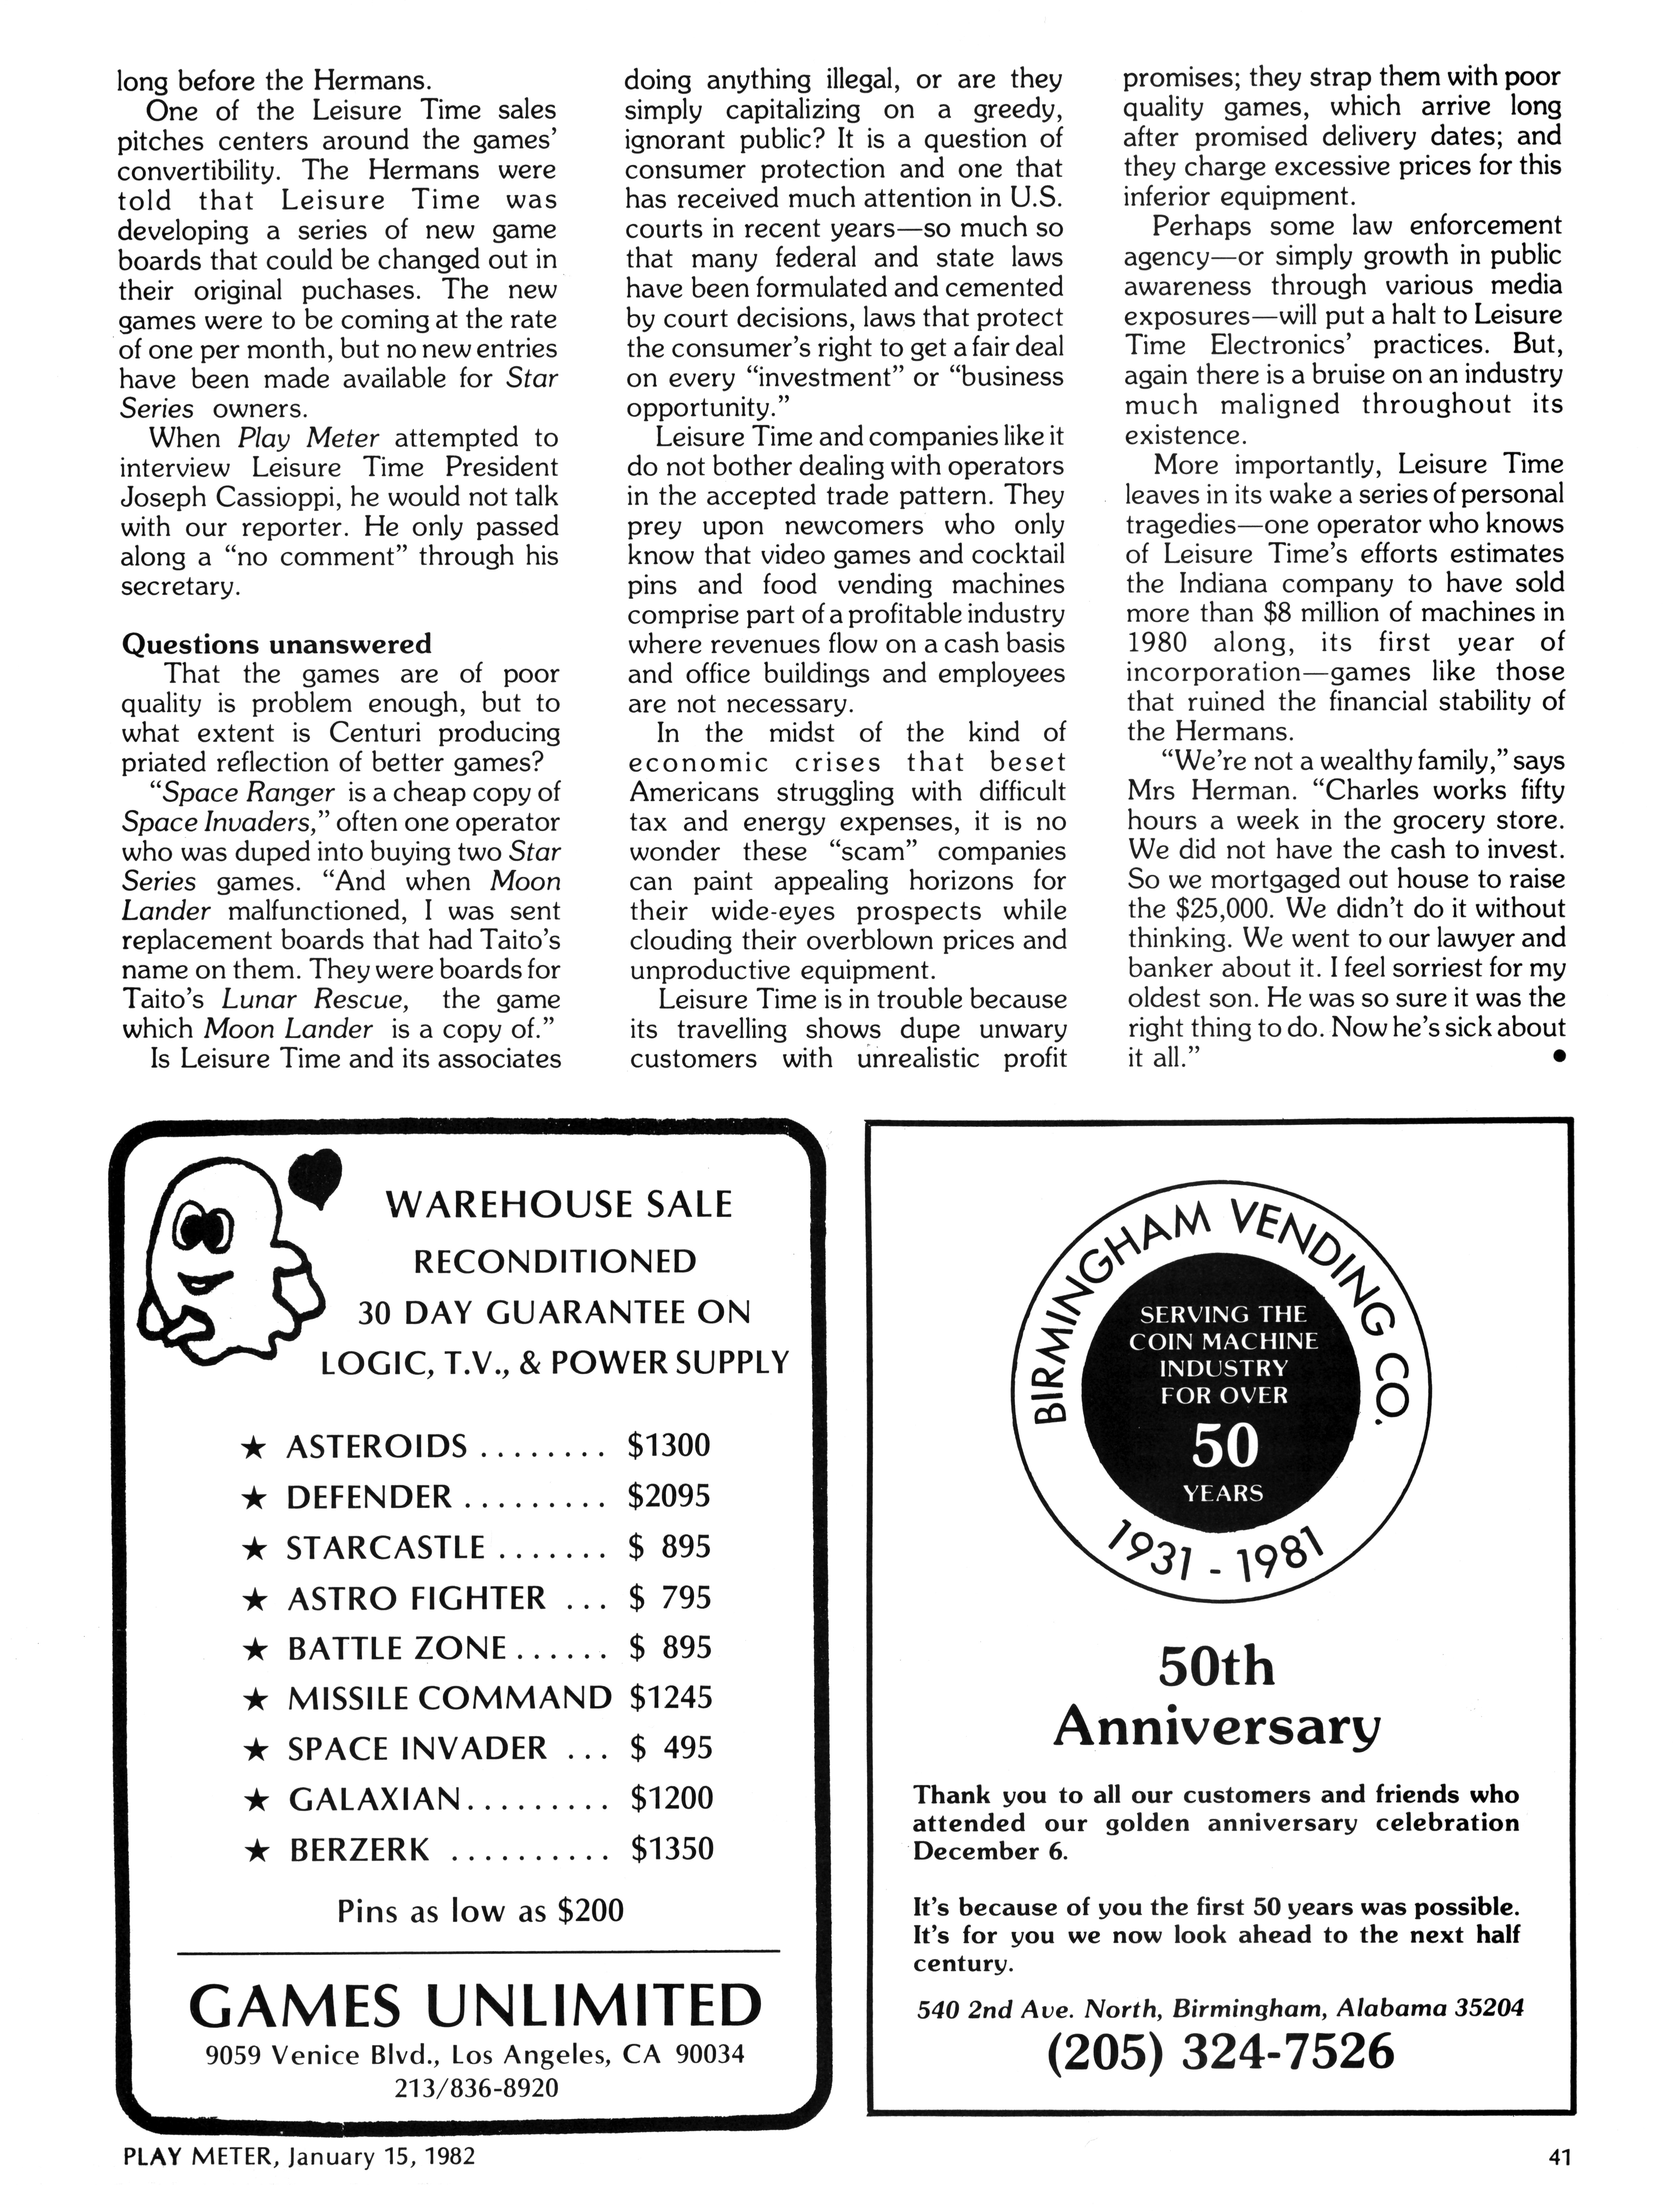 long before the Hermans.
One of the Leisure Time sales
pitches centers around the games'
convertibility. The Hermans were
told that Leisure Time was
developing a series of new game
boards that could be changed out in
their original puchases. The new
games were to be coming at the rate
of one per month, but no new entries
have been made available for Star
Series owners.
When Play Meter attempted to
interview Leisure Time President
Joseph Cassioppi, he would not talk
with our reporter. He only passed
along a “no comment” through his
secretary.
Questions unanswered
That the games are of poor
quality is problem enough, but to
what extent is Centuri producing
priated reflection of better games?
“Space Ranger is a cheap copy of
Space Invaders,” often one operator
who was duped into buying two Star
Series games. “And when Moon
Lander malfunctioned, I was sent
replacement boards that had Taito’s
name on them. They were boards for
Taito’s Lunar Rescue, the game
which Moon Lander is a copy of.”
Is Leisure Time and its associates
doing anything illegal, or are they
simply capitalizing on a greedy,
ignorant public? It is a question of
consumer protection and one that
has received much attention in U.S.
courts in recent years—so much so
that many federal and state laws
have been formulated and cemented
by court decisions, laws that protect
the consumer’s right to get a fair deal
on every “investment” or “business
opportunity.”
Leisure Time and companies like it
do not bother dealing with operators
in the accepted trade pattern. They
prey upon newcomers who only
know that video games and cocktail
pins and food vending machines
comprise part of a profitable industry
where revenues flow on a cash basis
and office buildings and employees
are not necessary.
In the midst of the kind of
economic crises that beset
Americans struggling with difficult
tax and energy expenses, it is no
wonder these “scam” companies
can paint appealing horizons for
their wide-eyes prospects while
clouding their overblown prices and
unproductive equipment.
Leisure Time is in trouble because
its travelling shows dupe unwary
customers with unrealistic profit
promises; they strap them with poor
quality games, which arrive long
after promised delivery dates; and
they charge excessive prices for this
inferior equipment.
Perhaps some law enforcement
agency—or simply growth in public
awareness through various media
exposures—will put a halt to Leisure
Time Electronics’ practices. But,
again there is a bruise on an industry
much maligned throughout its
existence.
More importantly, Leisure Time
leaves in its wake a series of personal
tragedies—one operator who knows
of Leisure Time’s efforts estimates
the Indiana company to have sold
more than $8 million of machines in
1980 along, its first year of
incorporation—games like those
that ruined the financial stability of
the Hermans.
“We’re not a wealthy family,” says
Mrs Herman. “Charles works fifty
hours a week in the grocery store.
We did not have the cash to invest.
So we mortgaged out house to raise
the $25,000. We didn’t do it without
thinking. We went to our lawyer and
banker about it. I feel sorriest for my
oldest son. He was so sure it was the
right thing to do. Now he’s sick about
it all.” ●
WAREHOUSE SALE
RECONDITIONED
30 DAY GUARANTEE ON
LOGIC, T.V., & POWER SUPPLY
★ ASTEROIDS ........ $1300
★ DEFENDER ......... $2095
★ STARCASTLE ....... $ 895
★ ASTRO FIGHTER ... $ 795
★ BATTLE ZONE ...... $ 895
★ MISSILE COMMAND $1245
★ SPACE INVADER ... $ 495
★ GALAXIAN......... $1200
★ BERZERK .......... $1350
Pins as low as $200
GAMES UNLIMITED
9059 Venice Blvd., Los Angeles, CA 90034
213/836-8920
BIRMINGHAM VENDING CO.
SERVING THE
COIN MACHINE
INDUSTRY
FOR OVER
50
YEARS
1931 - 1981
50th
Anniversary
Thank you to all our customers and friends who
attended our golden anniversary celebration
December 6.
It’s because of you the first 50 years was possible.
It’s for you we now look ahead to the next half
century.
540 2nd Ave. North, Birmingham, Alabama 35204
(205) 324-7526
PLAY METER, January 15, 1982
41